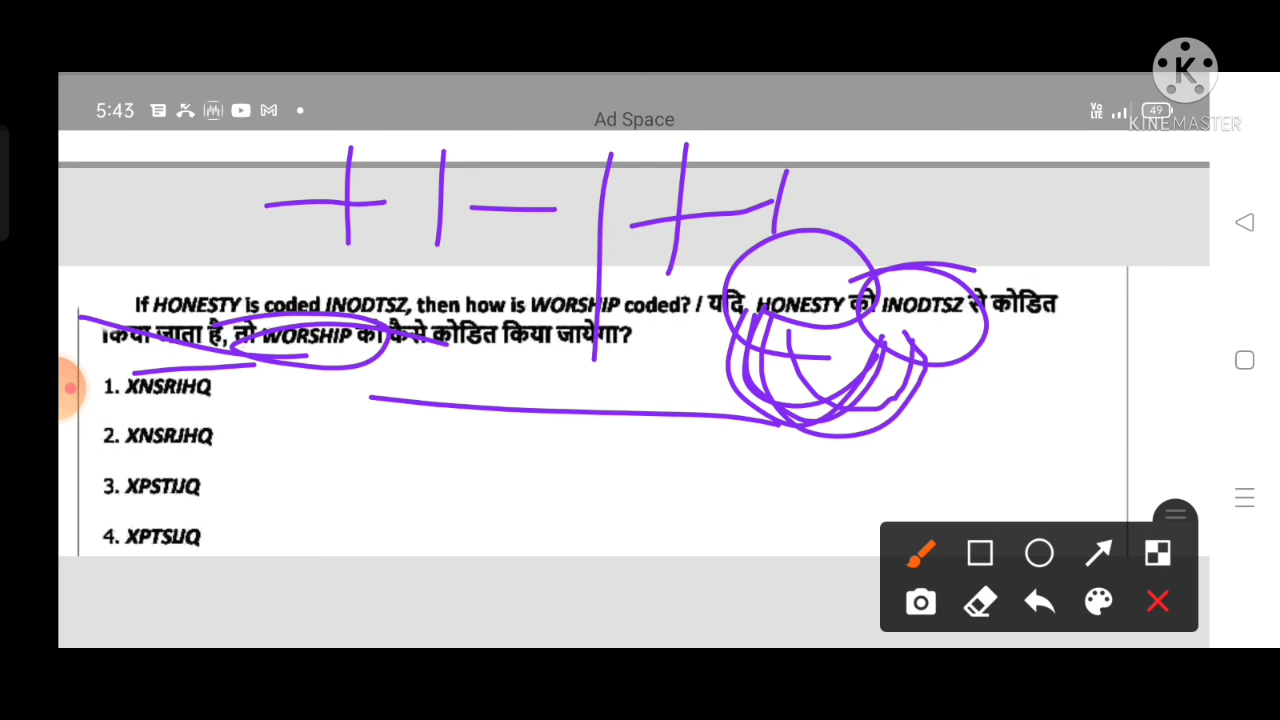 5:43
49
KINEMASTER
Ad Space
If HONESTY is coded INODTSZ, then how is WORSHIP coded? / यदि HONESTY को INODTSZ से कोडित
किया जाता है, तो WORSHIP को कैसे कोडित किया जायेगा?
1. XNSRIHQ
2. XNSRJHQ
3. XPSTIJQ
4. XPTSIJQ